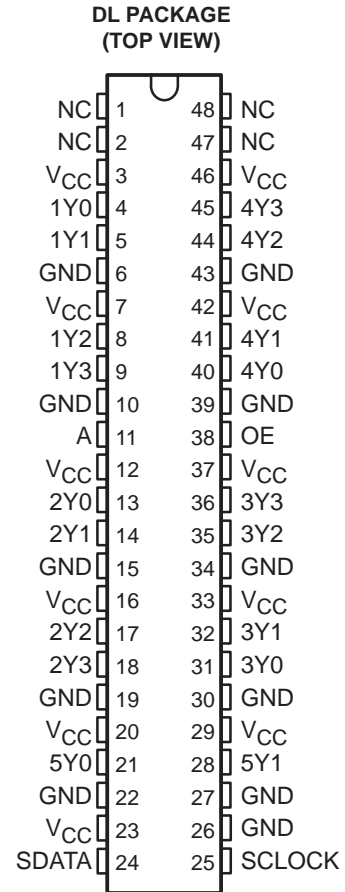 DL PACKAGE
(TOP VIEW)
NC 1 48 NC
NC 2 47 NC
VCC 3 46 VCC
1Y0 4 45 4Y3
1Y1 5 44 4Y2
GND 6 43 GND
VCC 7 42 VCC
1Y2 8 41 4Y1
1Y3 9 40 4Y0
GND 10 39 GND
A 11 38 OE
VCC 12 37 VCC
2Y0 13 36 3Y3
2Y1 14 35 3Y2
GND 15 34 GND
VCC 16 33 VCC
2Y2 17 32 3Y1
2Y3 18 31 3Y0
GND 19 30 GND
VCC 20 29 VCC
5Y0 21 28 5Y1
GND 22 27 GND
VCC 23 26 GND
SDATA 24 25 SCLOCK